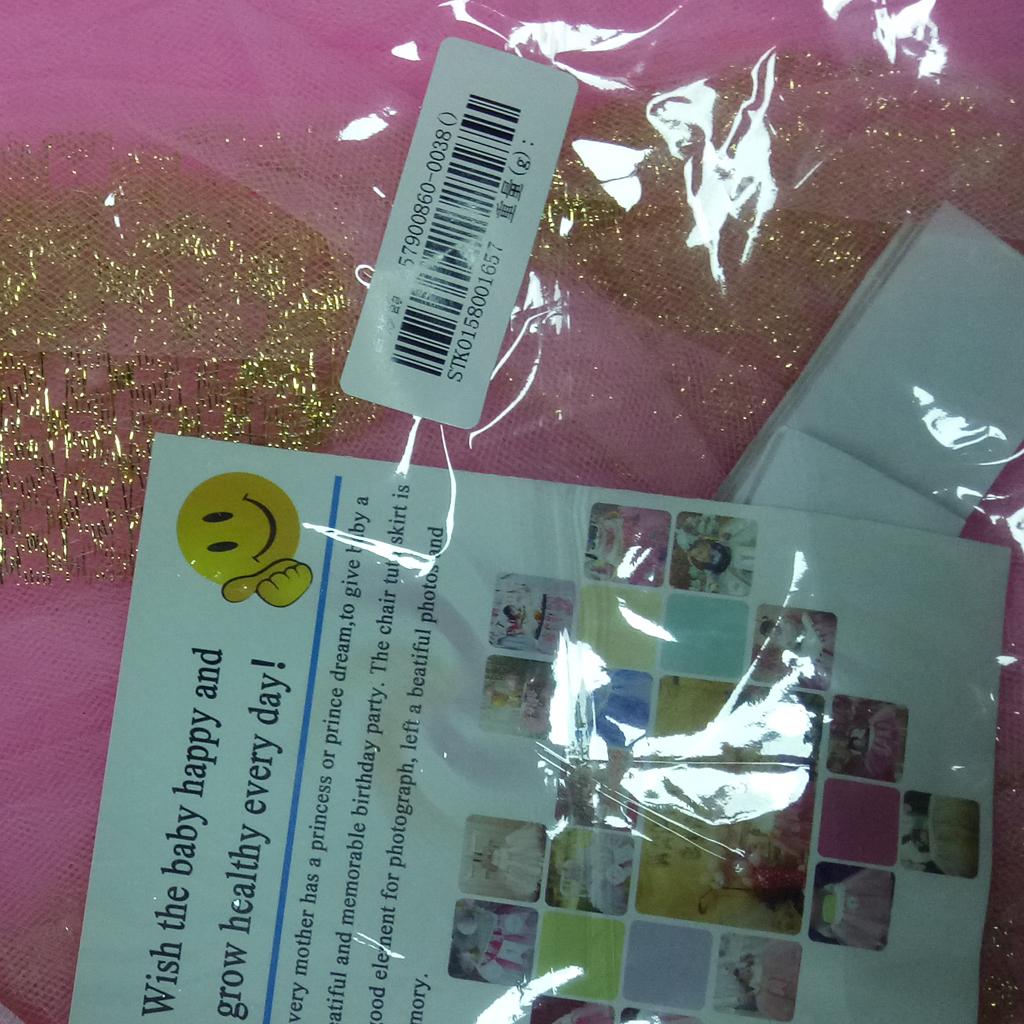 57900860-0038()
STK0158001657
重量(g):
Wish the baby happy and
grow healthy every day!
very mother has a princess or prince dream,to give baby a
eatiful and memorable birthday party. The chair tutu skirt is
good element for photograph, left a beatiful photos and
mory.